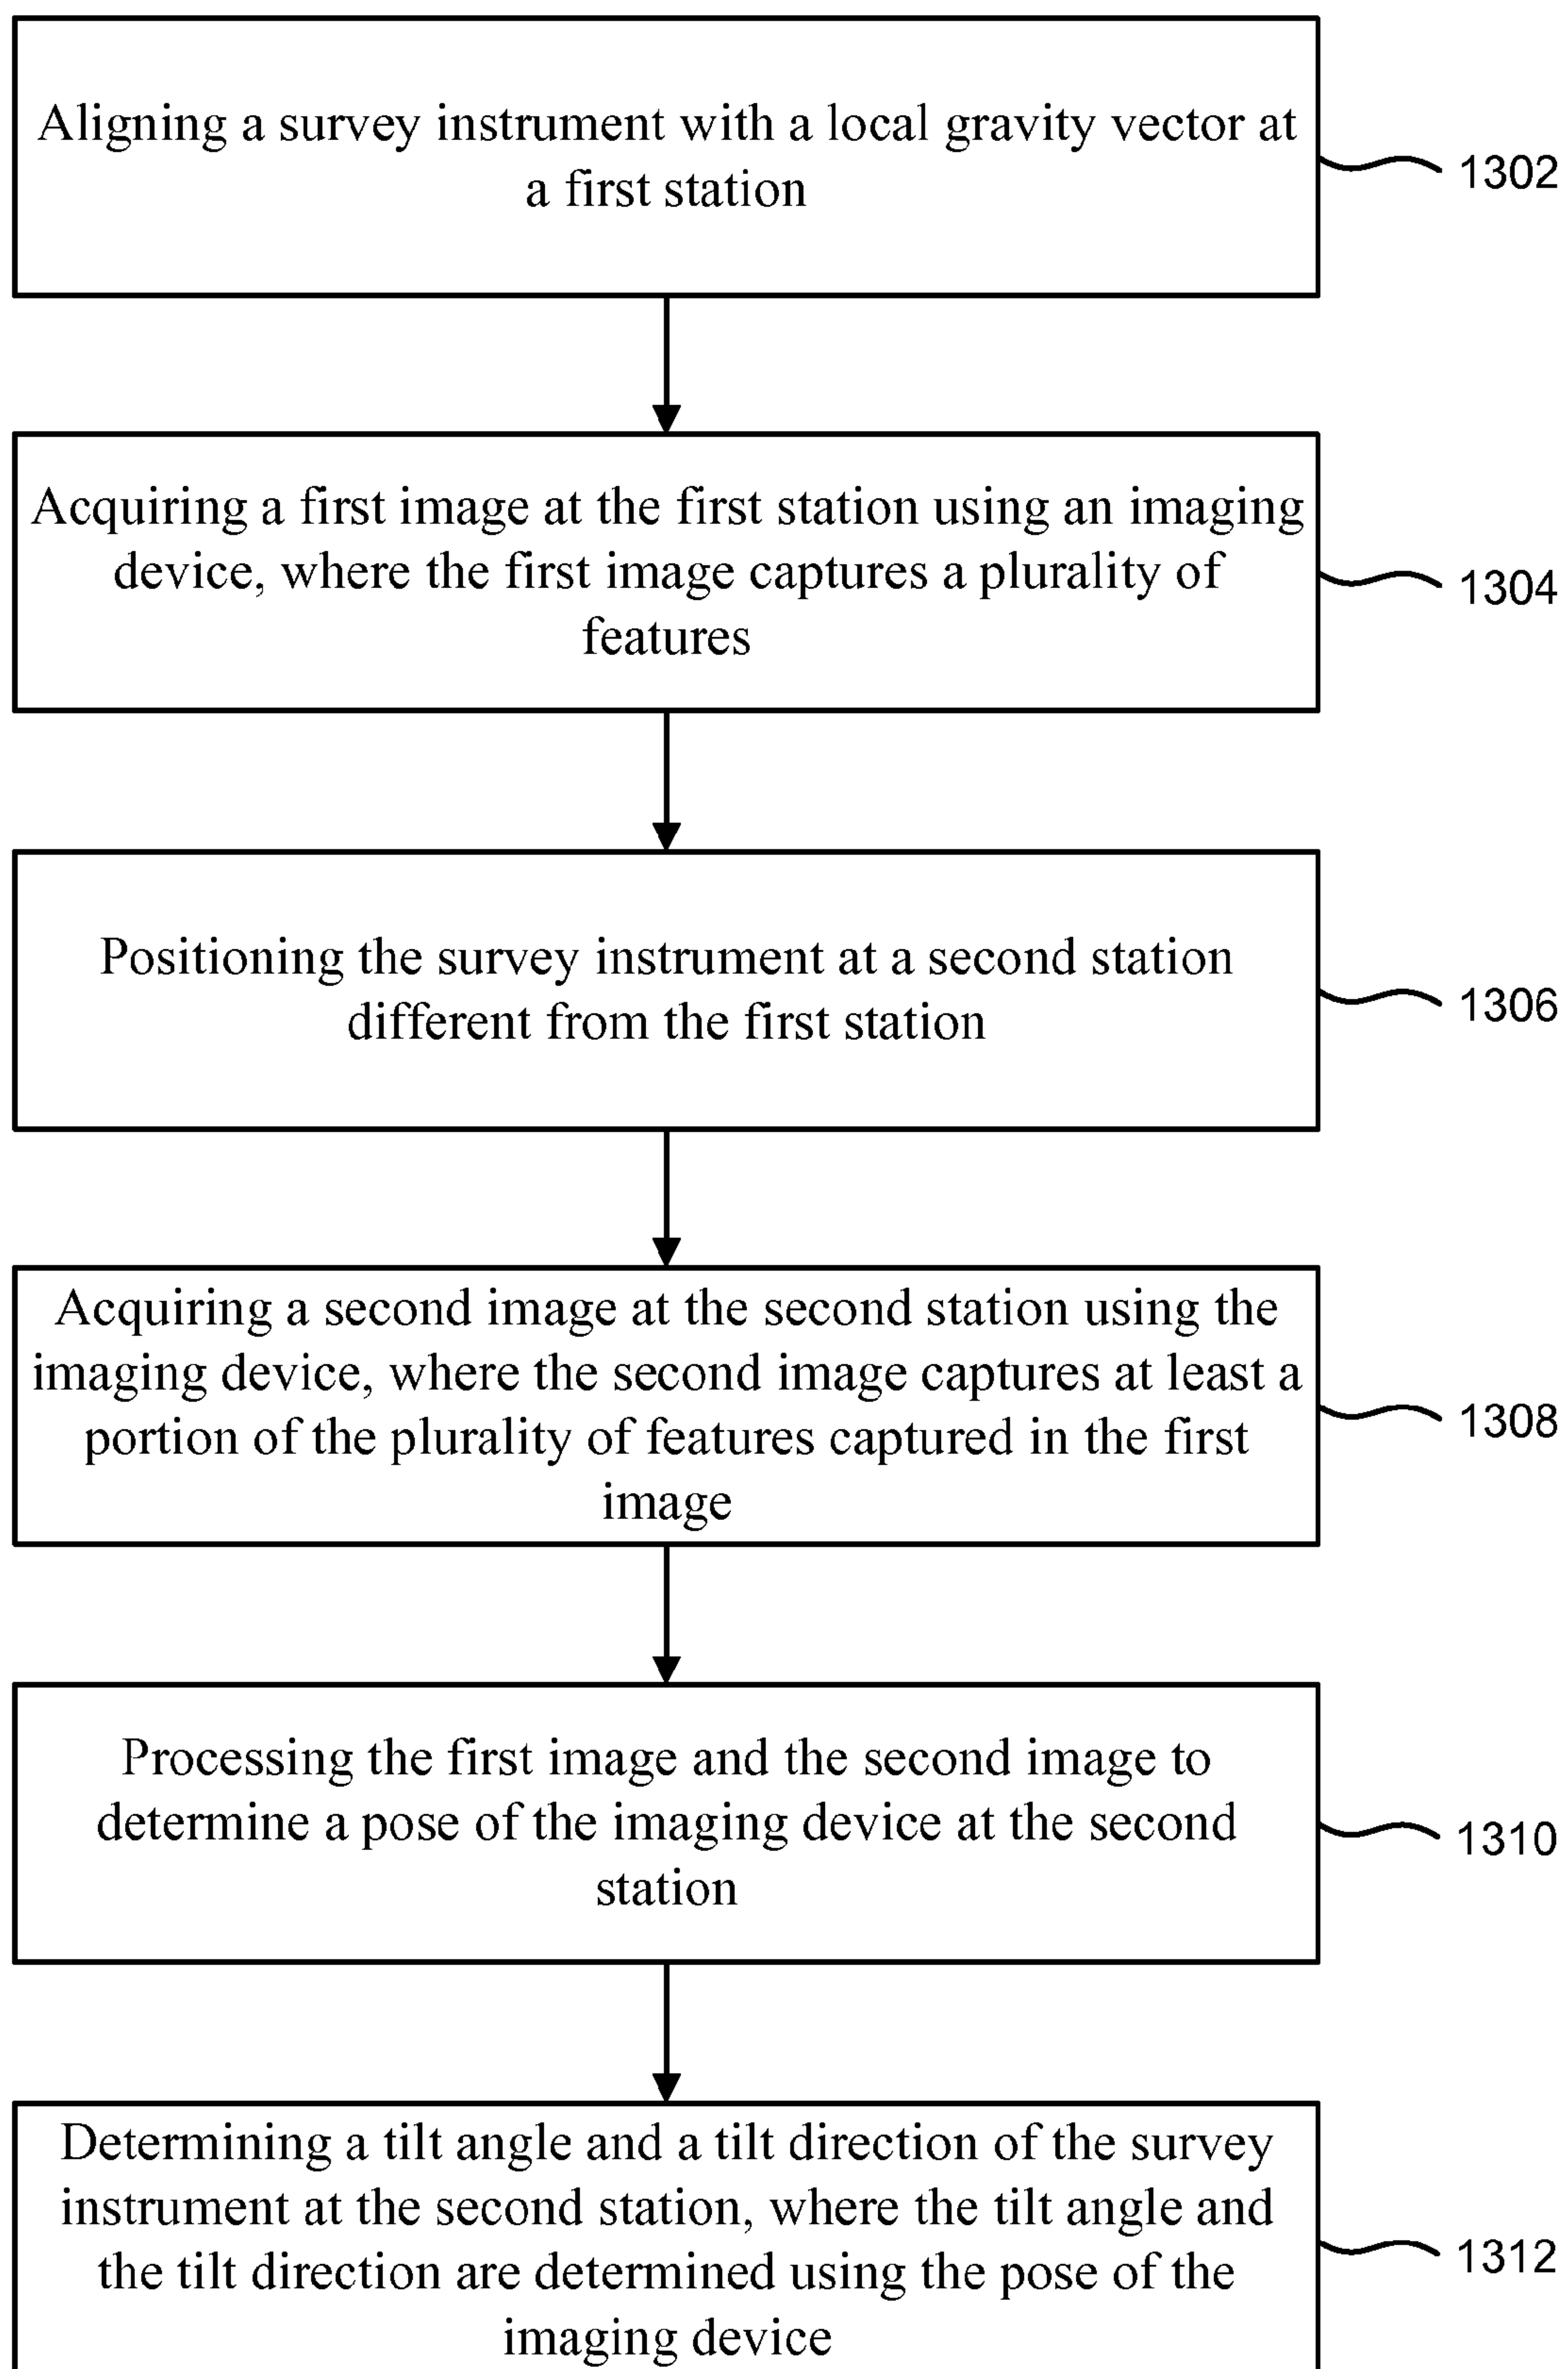 Aligning a survey instrument with a local gravity vector at
a first station
1302
Acquiring a first image at the first station using an imaging
device, where the first image captures a plurality of
features
1304
Positioning the survey instrument at a second station
different from the first station
1306
Acquiring a second image at the second station using the
imaging device, where the second image captures at least a
portion of the plurality of features captured in the first
image
1308
Processing the first image and the second image to
determine a pose of the imaging device at the second
station
1310
Determining a tilt angle and a tilt direction of the survey
instrument at the second station, where the tilt angle and
the tilt direction are determined using the pose of the
imaging device
1312